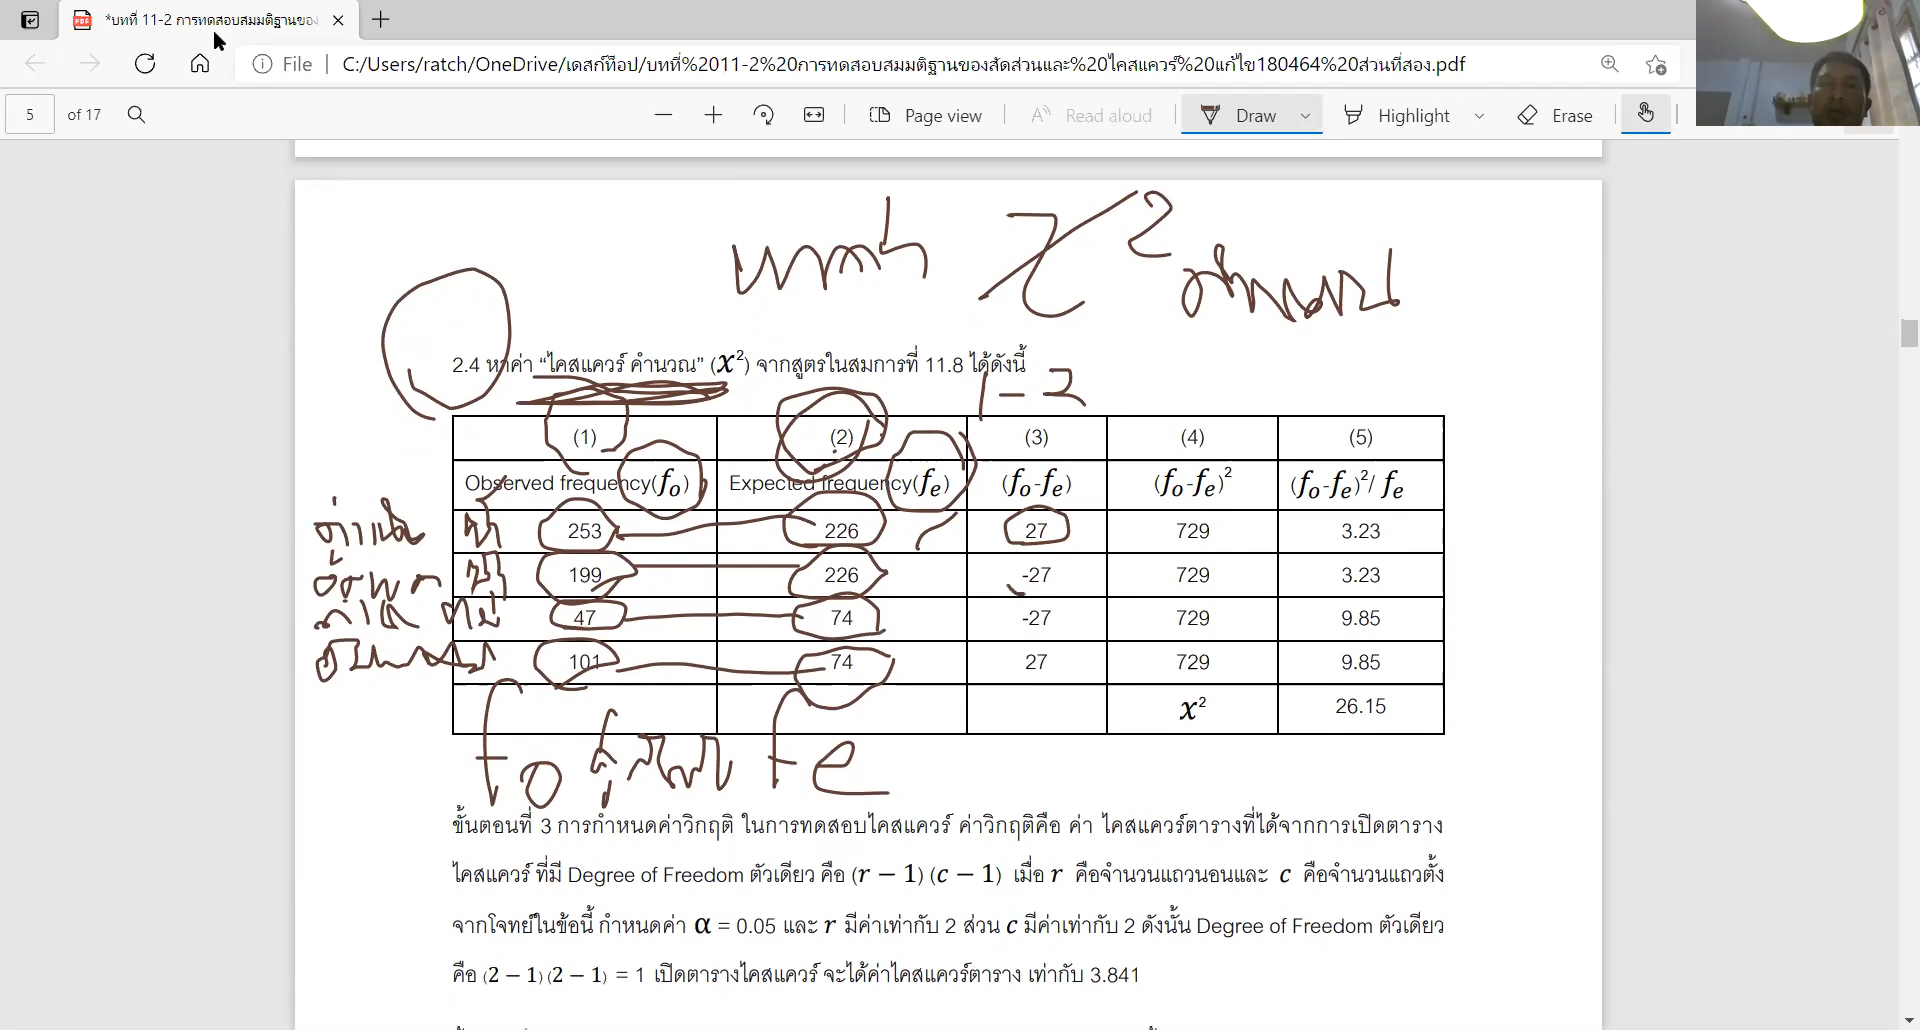 *บทที่ 11-2 การทดสอบสมมติฐานของ
File C:/Users/ratch/OneDrive/เดสก์ท็อป/บทที่%2011-2%20การทดสอบสมมติฐานของสัดส่วนและ%20ไคสแควร์%20แก้ไข180464%20ส่วนที่สอง.pdf
5 of 17 Page view Read aloud Draw Highlight Erase
χ²
2.4 หาค่า “ไคสแควร์ คำนวณ” (x²) จากสูตรในสมการที่ 11.8 ได้ดังนี้
1 - 2
(1) (2) (3) (4) (5)
Observed frequency(fo) Expected frequency(fe) (fo-fe) (fo-fe)² (fo-fe)²/ fe
253 226 27 729 3.23
199 226 -27 729 3.23
47 74 -27 729 9.85
101 74 27 729 9.85
x² 26.15
fo fe
ขั้นตอนที่ 3 การกำหนดค่าวิกฤติ ในการทดสอบไคสแควร์ ค่าวิกฤติคือ ค่า ไคสแควร์ตารางที่ได้จากการเปิดตาราง
ไคสแควร์ ที่มี Degree of Freedom ตัวเดียว คือ (r − 1) (c − 1) เมื่อ r คือจำนวนแถวนอนและ c คือจำนวนแถวตั้ง
จากโจทย์ในข้อนี้ กำหนดค่า α = 0.05 และ r มีค่าเท่ากับ 2 ส่วน c มีค่าเท่ากับ 2 ดังนั้น Degree of Freedom ตัวเดียว
คือ (2 − 1) (2 − 1) = 1 เปิดตารางไคสแควร์ จะได้ค่าไคสแควร์ตาราง เท่ากับ 3.841